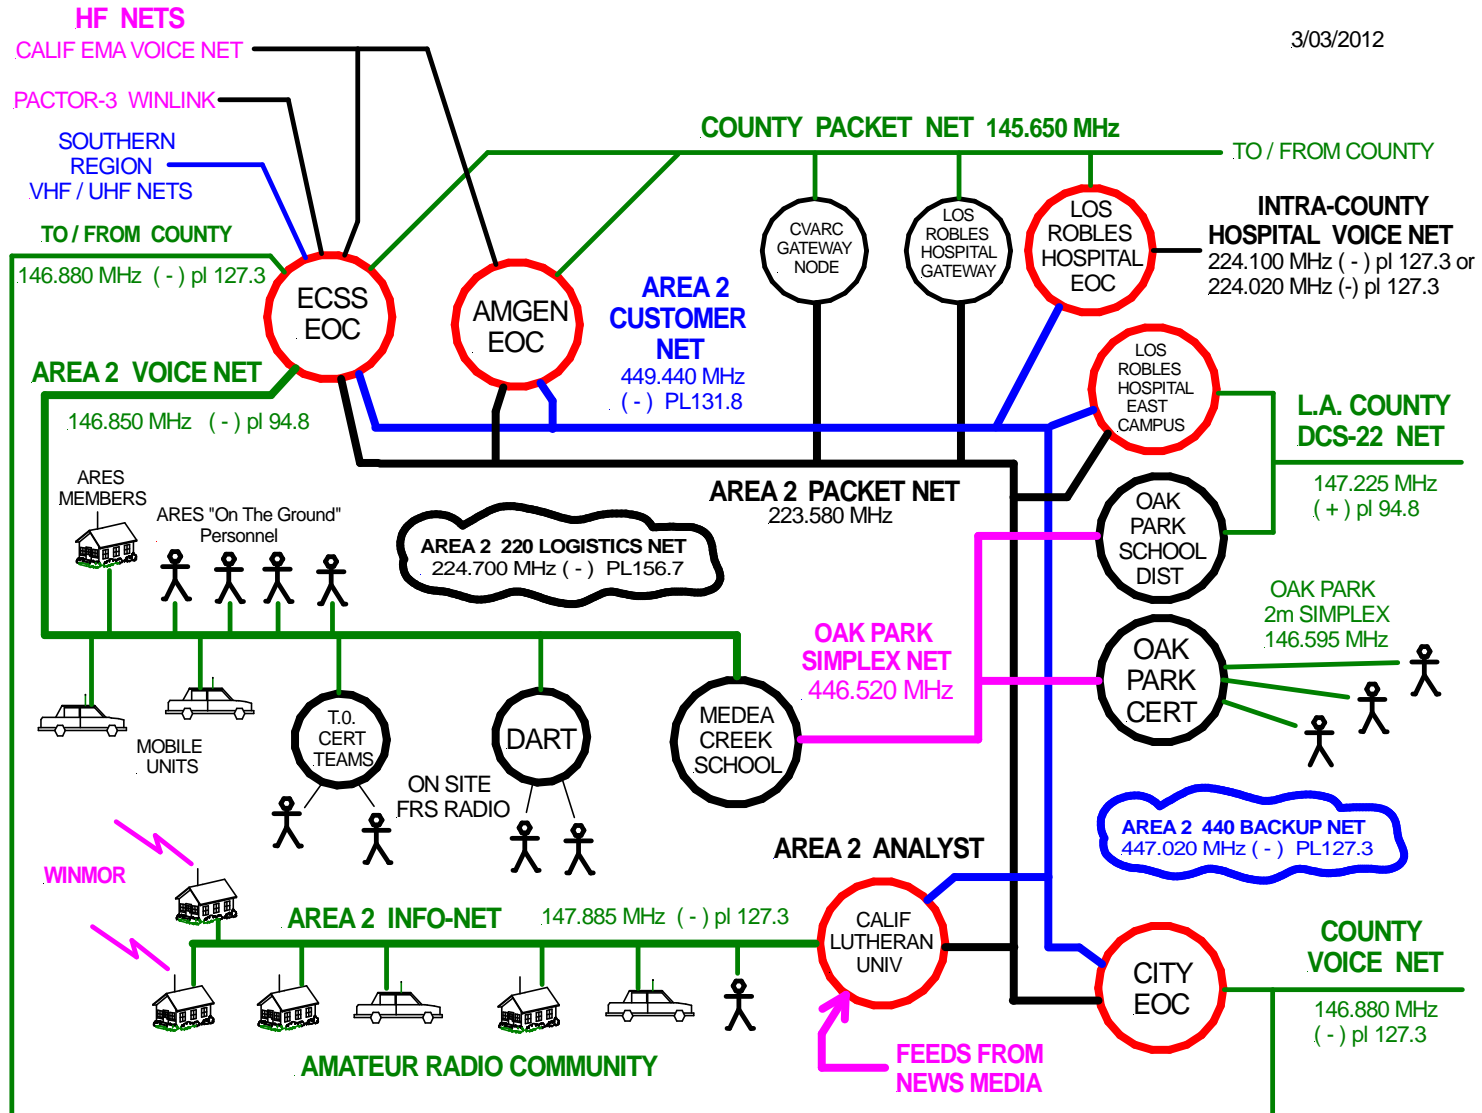 HF NETS
CALIF EMA VOICE NET
3/03/2012
PACTOR-3 WINLINK
SOUTHERN
REGION
VHF / UHF NETS
COUNTY PACKET NET 145.650 MHz
TO / FROM COUNTY
TO / FROM COUNTY
146.880 MHz ( - ) pl 127.3
ECSS
EOC
AMGEN
EOC
AREA 2
CUSTOMER
NET
449.440 MHz
( - ) PL131.8
CVARC
GATEWAY
NODE
LOS
ROBLES
HOSPITAL
GATEWAY
LOS
ROBLES
HOSPITAL
EOC
INTRA-COUNTY
HOSPITAL VOICE NET
224.100 MHz ( - ) pl 127.3 or
224.020 MHz (-) pl 127.3
AREA 2 VOICE NET
146.850 MHz ( - ) pl 94.8
LOS
ROBLES
HOSPITAL
EAST
CAMPUS
L.A. COUNTY
DCS-22 NET
147.225 MHz
( + ) pl 94.8
ARES
MEMBERS
ARES "On The Ground"
Personnel
AREA 2 PACKET NET
223.580 MHz
AREA 2 220 LOGISTICS NET
224.700 MHz ( - ) PL156.7
OAK
PARK
SCHOOL
DIST
OAK PARK
2m SIMPLEX
146.595 MHz
OAK PARK
SIMPLEX NET
446.520 MHz
OAK
PARK
CERT
MOBILE
UNITS
T.O.
CERT
TEAMS
DART
MEDEA
CREEK
SCHOOL
ON SITE
FRS RADIO
AREA 2 440 BACKUP NET
447.020 MHz ( - ) PL127.3
AREA 2 ANALYST
WINMOR
AREA 2 INFO-NET
147.885 MHz ( - ) pl 127.3
CALIF
LUTHERAN
UNIV
CITY
EOC
COUNTY
VOICE NET
146.880 MHz
( - ) pl 127.3
AMATEUR RADIO COMMUNITY
FEEDS FROM
NEWS MEDIA